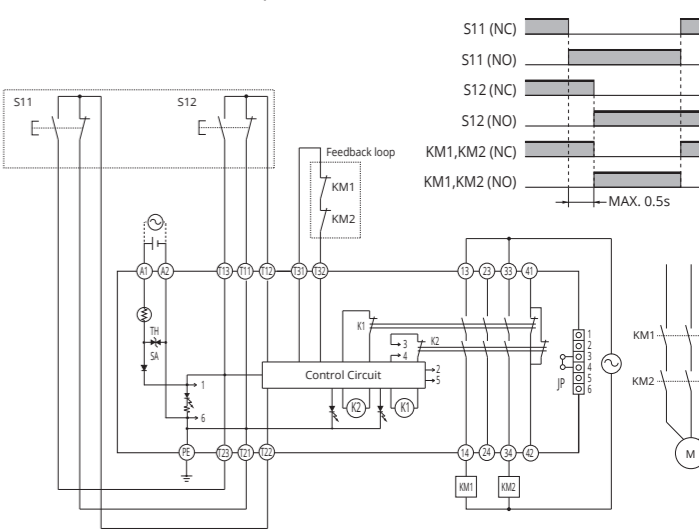 S11 (NC)
S11 (NO)
S12 (NC)
S12 (NO)
KM1,KM2 (NC)
KM1,KM2 (NO)
MAX. 0.5s
S11
S12
Feedback loop
KM1
KM2
A1 A2 T13 T11 T12 T31 T32 13 23 33 41
TH
SA
K1
K2
3
4
1
2
3
4
5
6
JP
KM1
KM2
M
Control Circuit
2
5
1
6
K2 K1
PE T23 T21 T22 14 24 34 42
KM1 KM2